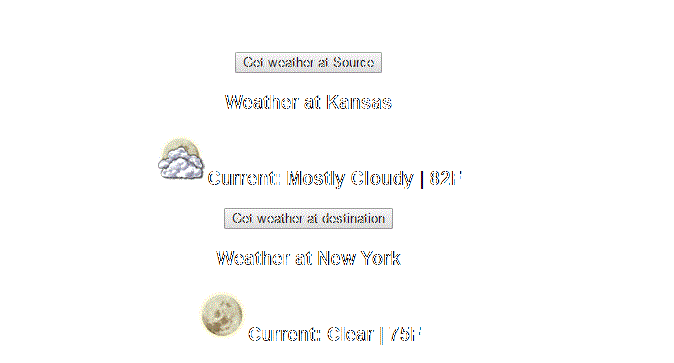 Get weather at Source
Weather at Kansas
Current: Mostly Cloudy | 82F
Get weather at destination
Weather at New York
Current: Clear | 75F